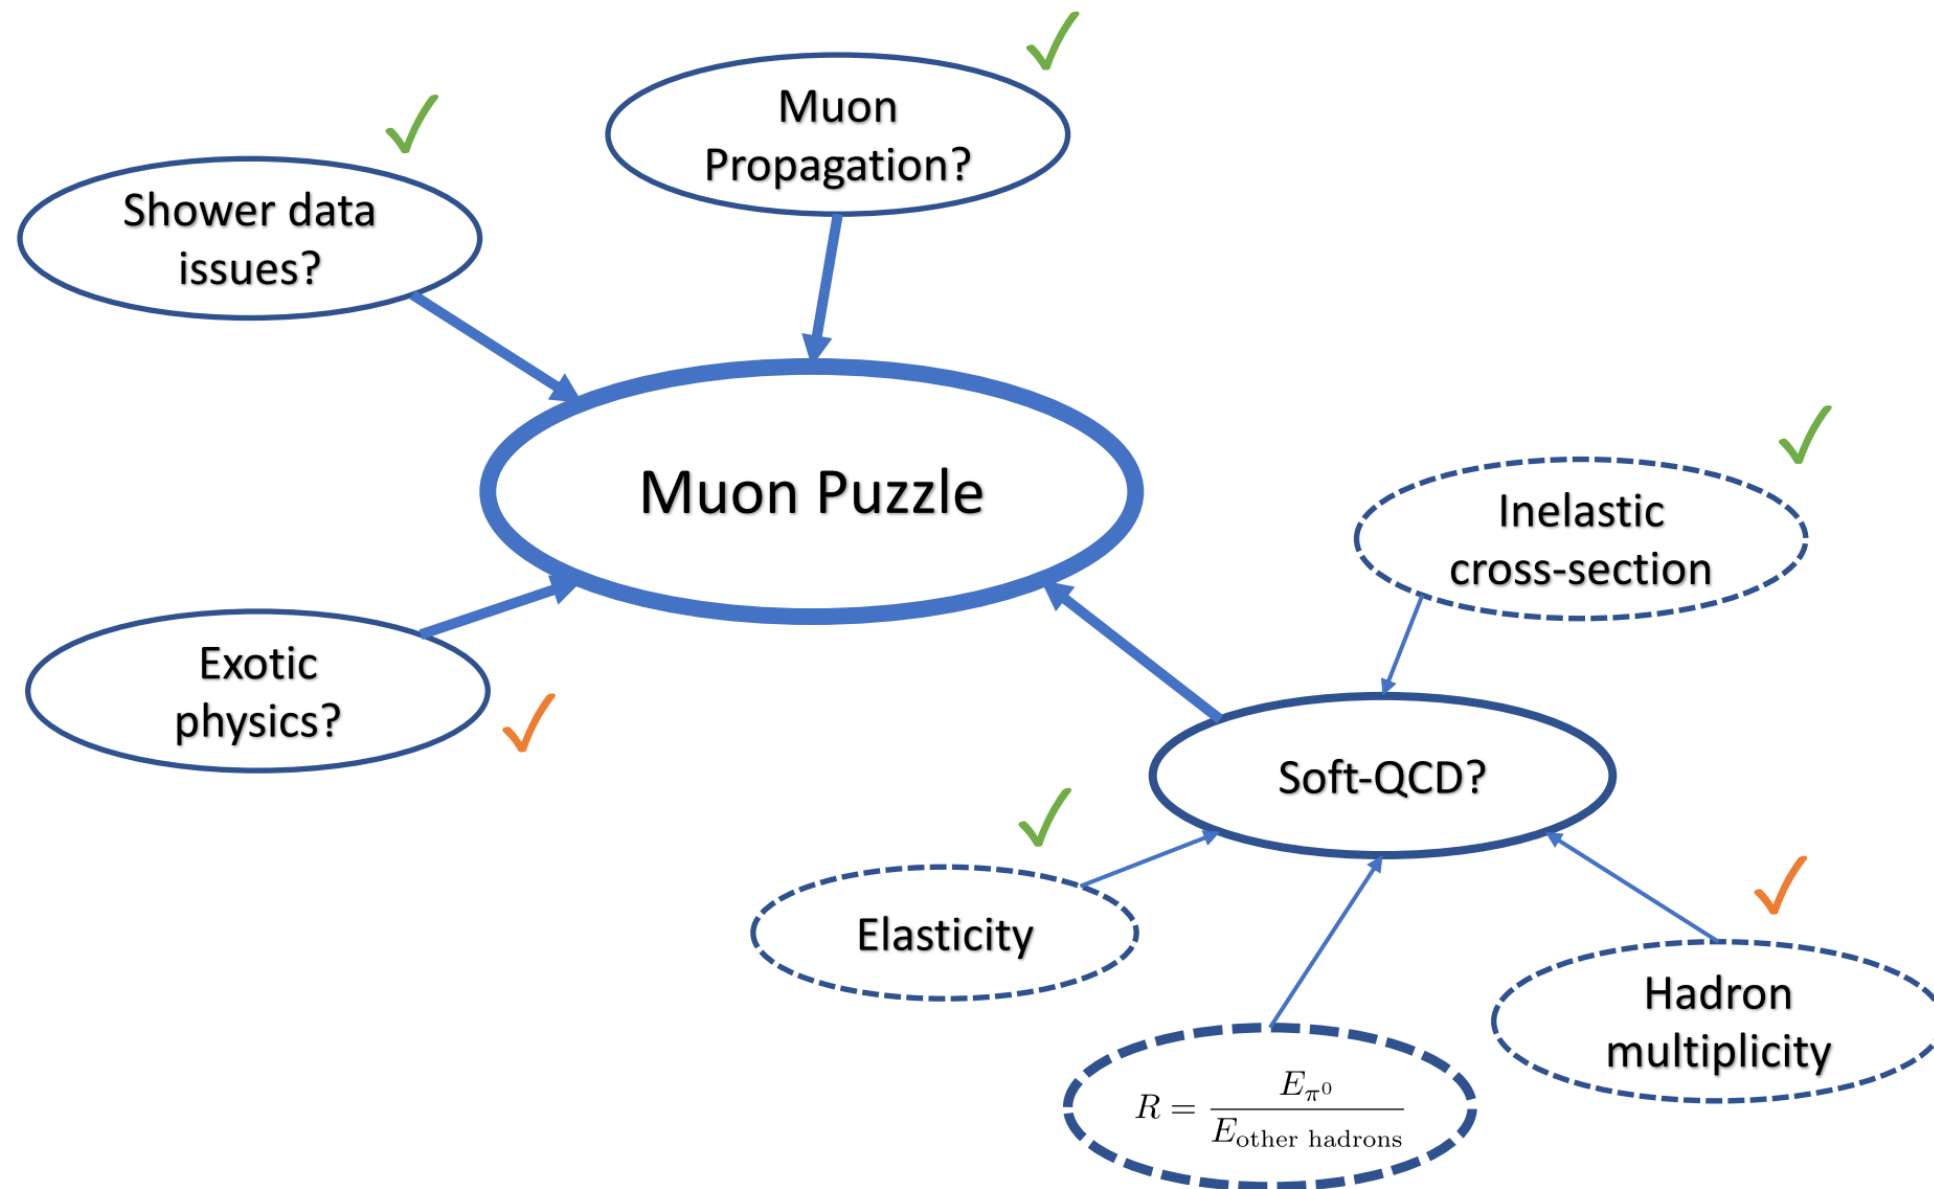 Muon
Propagation?
Shower data
issues?
Muon Puzzle
Inelastic
cross-section
Exotic
physics?
Soft-QCD?
Elasticity
Hadron
multiplicity
R = E_{π^0} / E_{other hadrons}